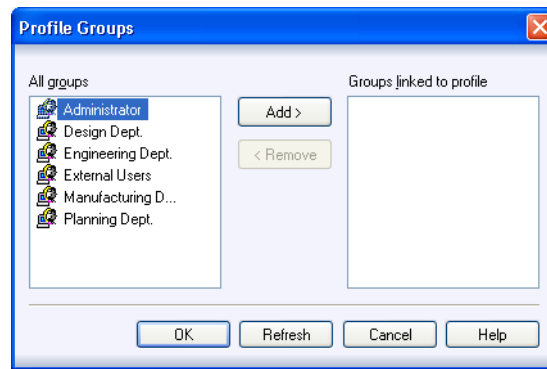 Profile Groups
All groups
Groups linked to profile
Administrator
Design Dept.
Engineering Dept.
External Users
Manufacturing D...
Planning Dept.
Add >
< Remove
OK
Refresh
Cancel
Help